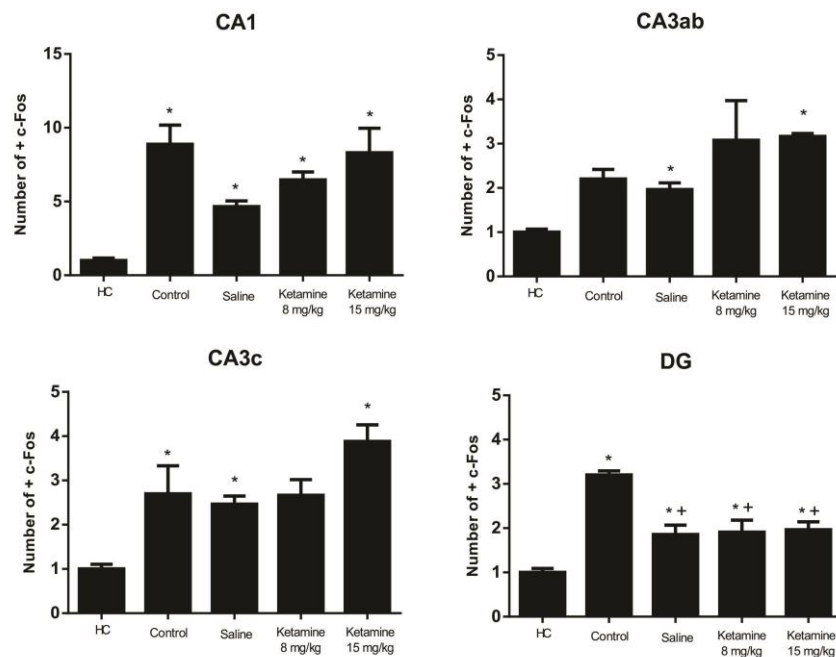 CA1
Number of + c-Fos
15
10
5
0
*
*
*
*
HC
Control
Saline
Ketamine
8 mg/kg
Ketamine
15 mg/kg
CA3ab
Number of + c-Fos
5
4
3
2
1
0
*
*
HC
Control
Saline
Ketamine
8 mg/kg
Ketamine
15 mg/kg
CA3c
Number of + c-Fos
5
4
3
2
1
0
*
*
*
HC
Control
Saline
Ketamine
8 mg/kg
Ketamine
15 mg/kg
DG
Number of + c-Fos
5
4
3
2
1
0
*
* +
* +
* +
HC
Control
Saline
Ketamine
8 mg/kg
Ketamine
15 mg/kg